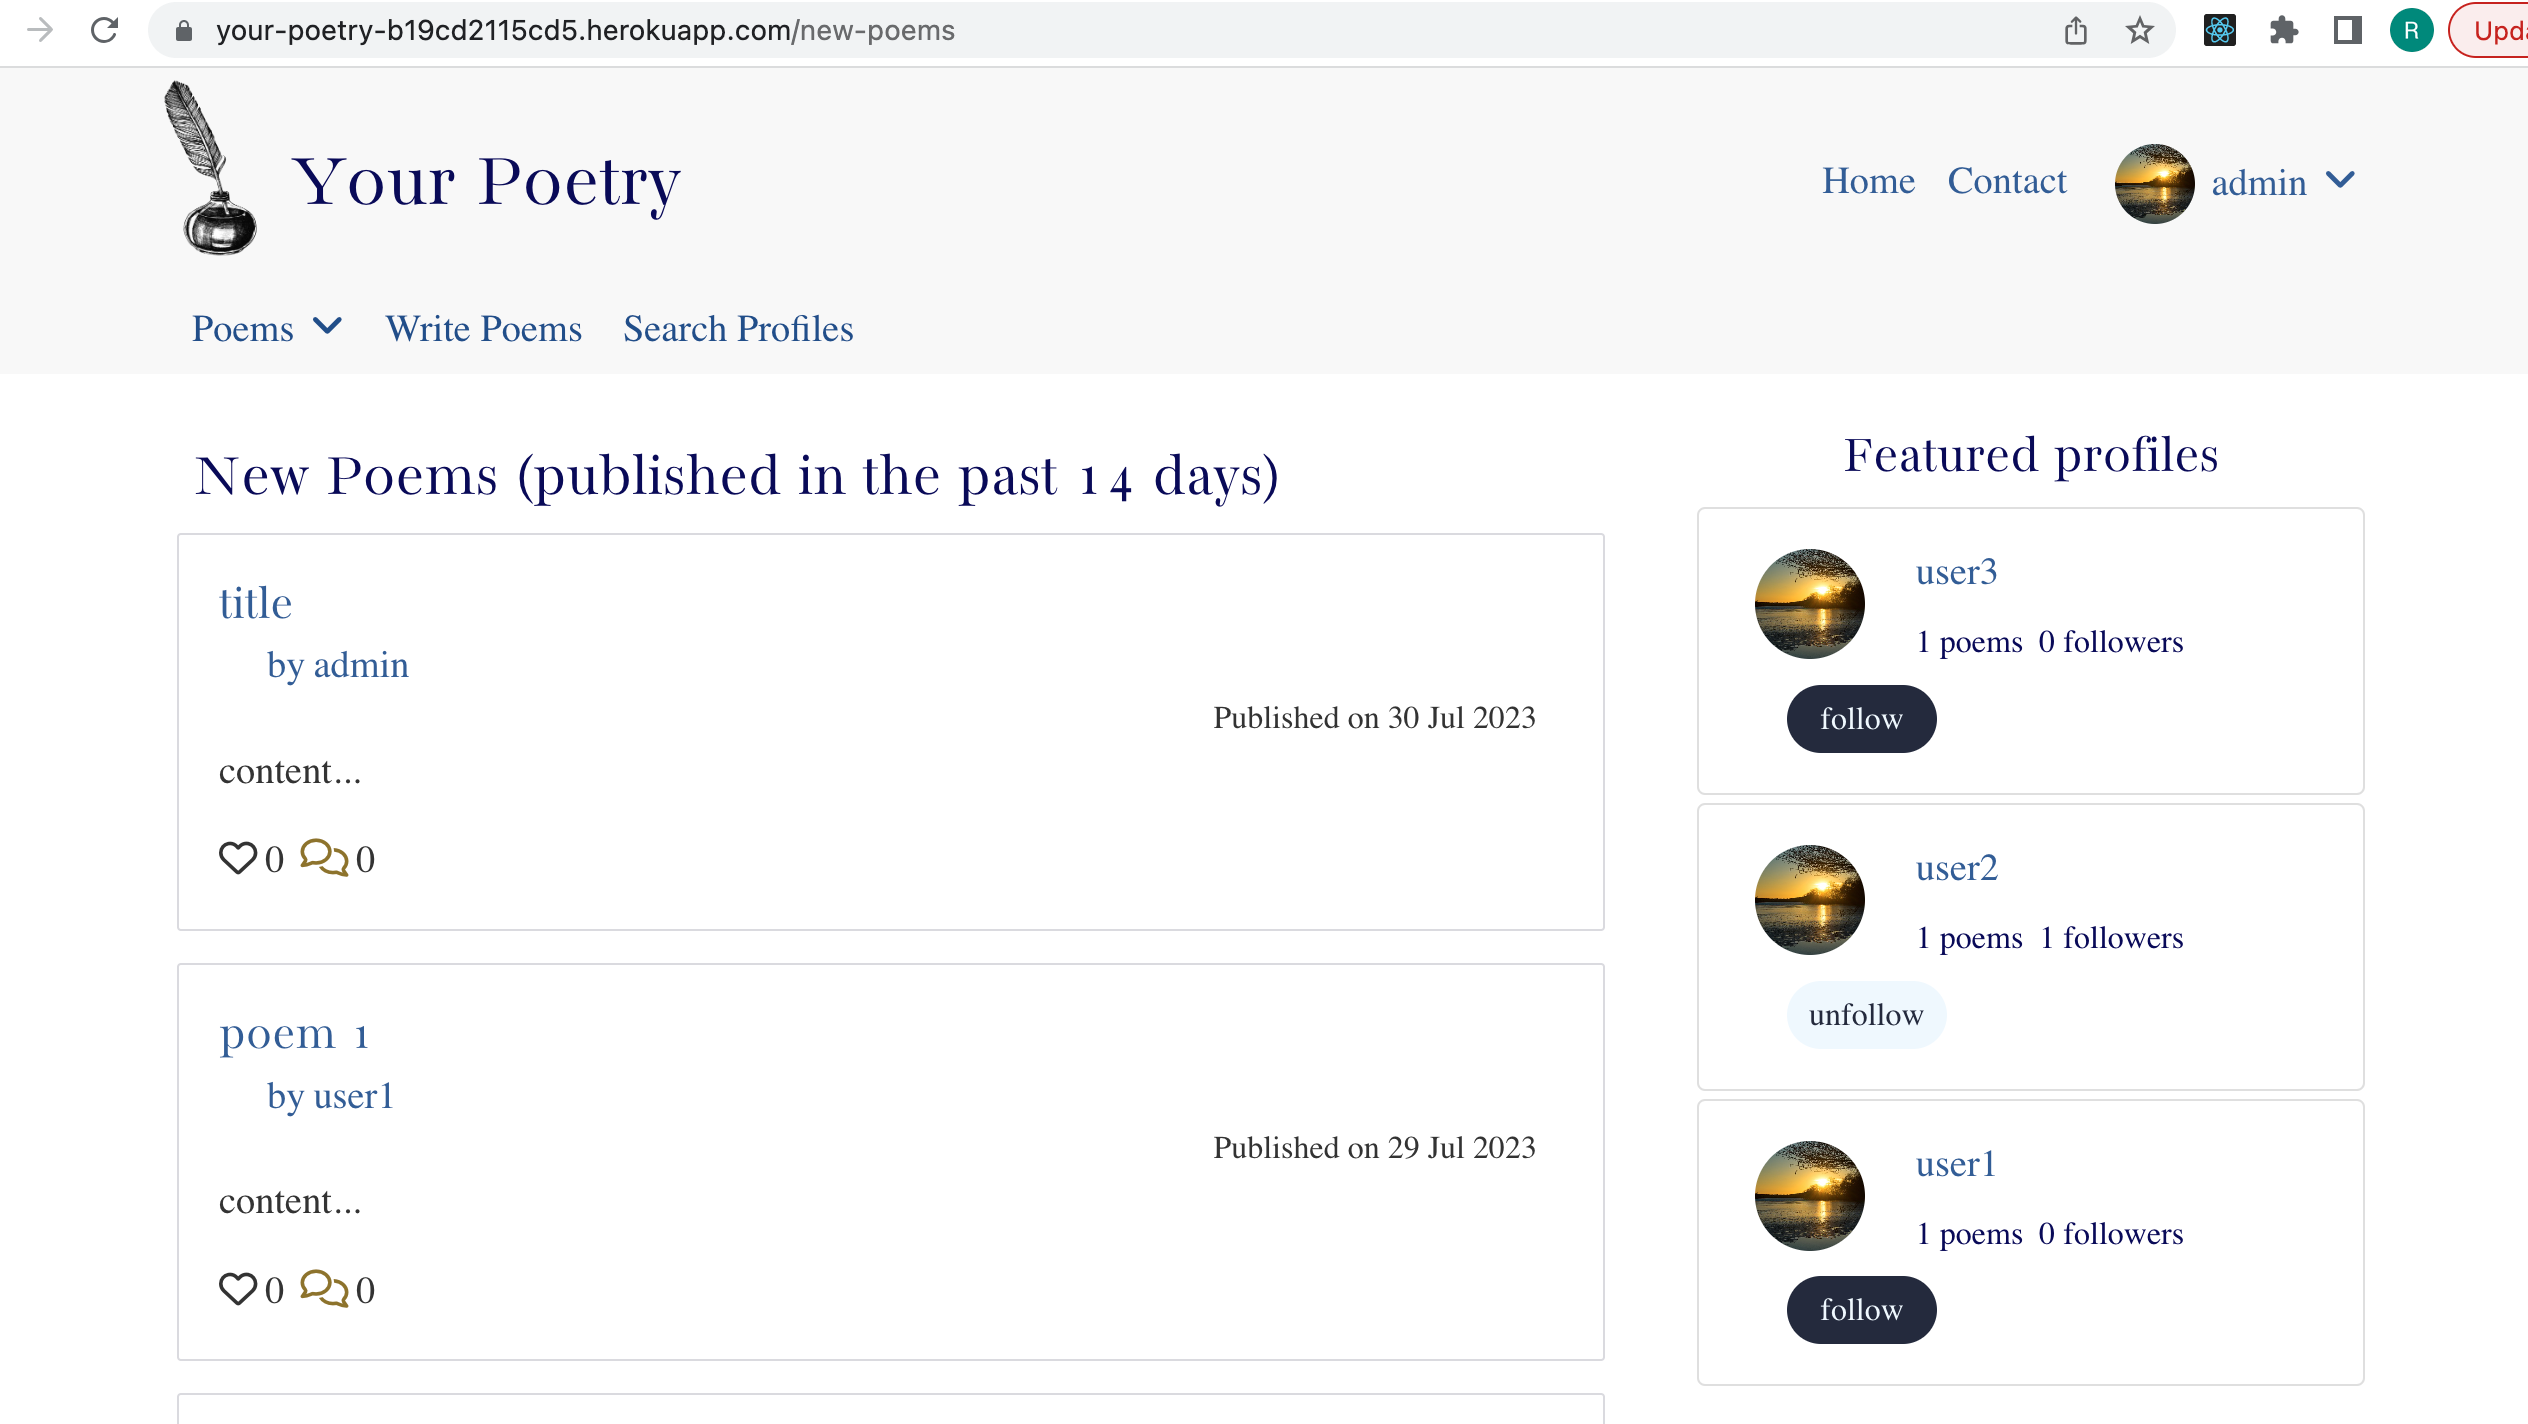 your-poetry-b19cd2115cd5.herokuapp.com/new-poems
R
Your Poetry
Home Contact admin
Poems Write Poems Search Profiles
New Poems (published in the past 14 days)
title
by admin
Published on 30 Jul 2023
content...
0 0
poem 1
by user1
Published on 29 Jul 2023
content...
0 0
Featured profiles
user3
1 poems 0 followers
follow
user2
1 poems 1 followers
unfollow
user1
1 poems 0 followers
follow